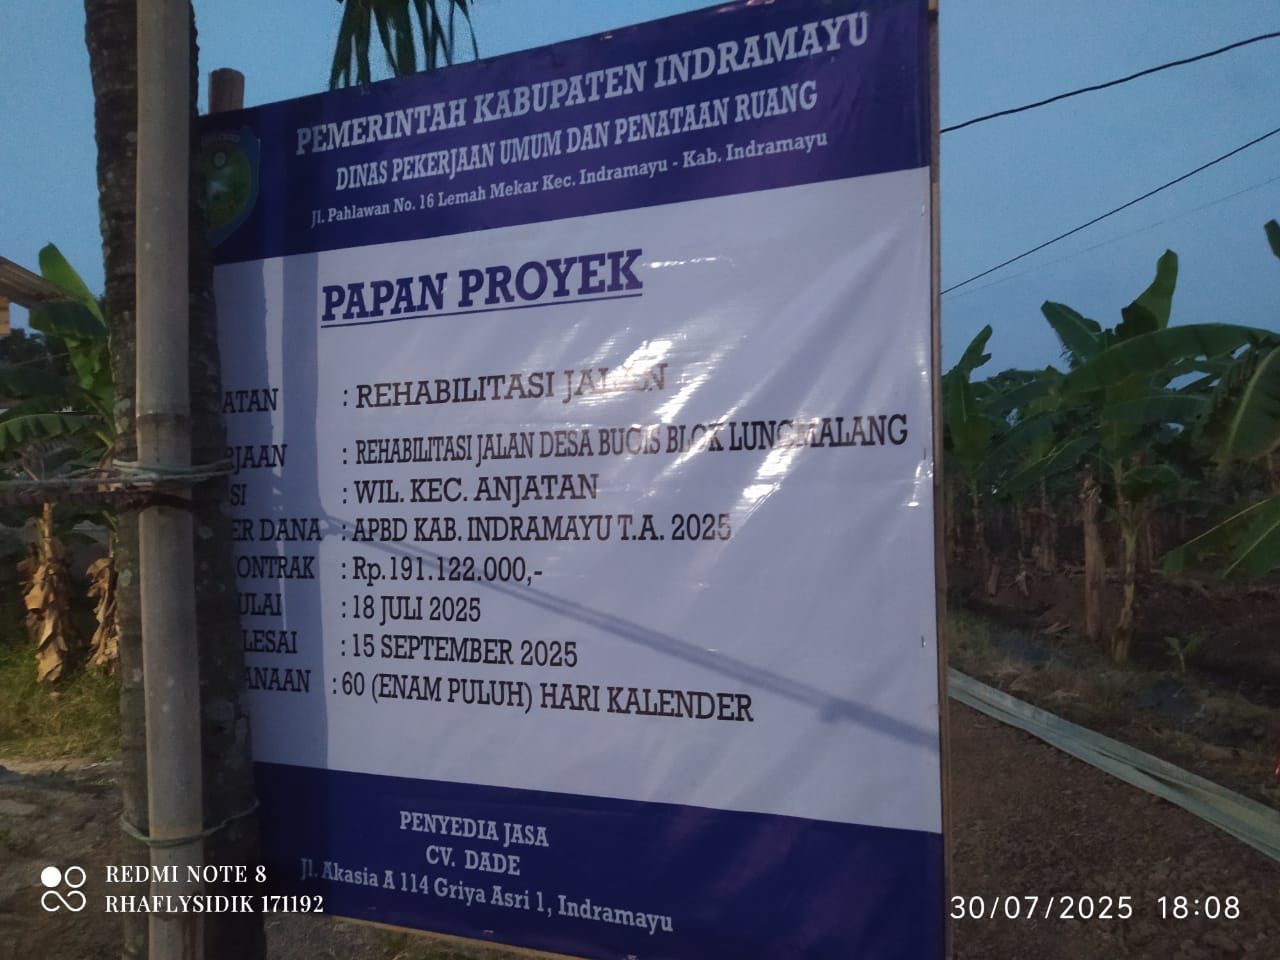 PEMERINTAH KABUPATEN INDRAMAYU
DINAS PEKERJAAN UMUM DAN PENATAAN RUANG
Jl. Pahlawan No. 16 Lemah Mekar Kec. Indramayu - Kab. Indramayu
PAPAN PROYEK
ATAN : REHABILITASI JALAN
RJAAN : REHABILITASI JALAN DESA BUGIS BLOK LUNGMALANG
SI : WIL. KEC. ANJATAN
ER DANA : APBD KAB. INDRAMAYU T.A. 2025
ONTRAK : Rp.191.122.000,-
ULAI : 18 JULI 2025
LESAI : 15 SEPTEMBER 2025
ANAAN : 60 (ENAM PULUH) HARI KALENDER
PENYEDIA JASA
CV. DADE
Jl. Akasia A 114 Griya Asri 1, Indramayu
REDMI NOTE 8
RHAFLYSIDIK 171192
30/07/2025 18:08